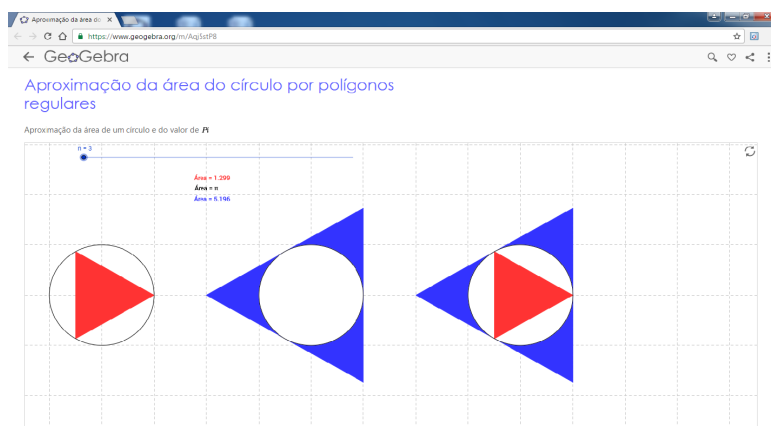 Aproximação da área do
https://www.geogebra.org/m/Aqj5stP8
GeoGebra
Aproximação da área do círculo por polígonos
regulares
Aproximação da área de um círculo e do valor de Pi
n = 3
Área = 1.299
Área = π
Área = 5.196